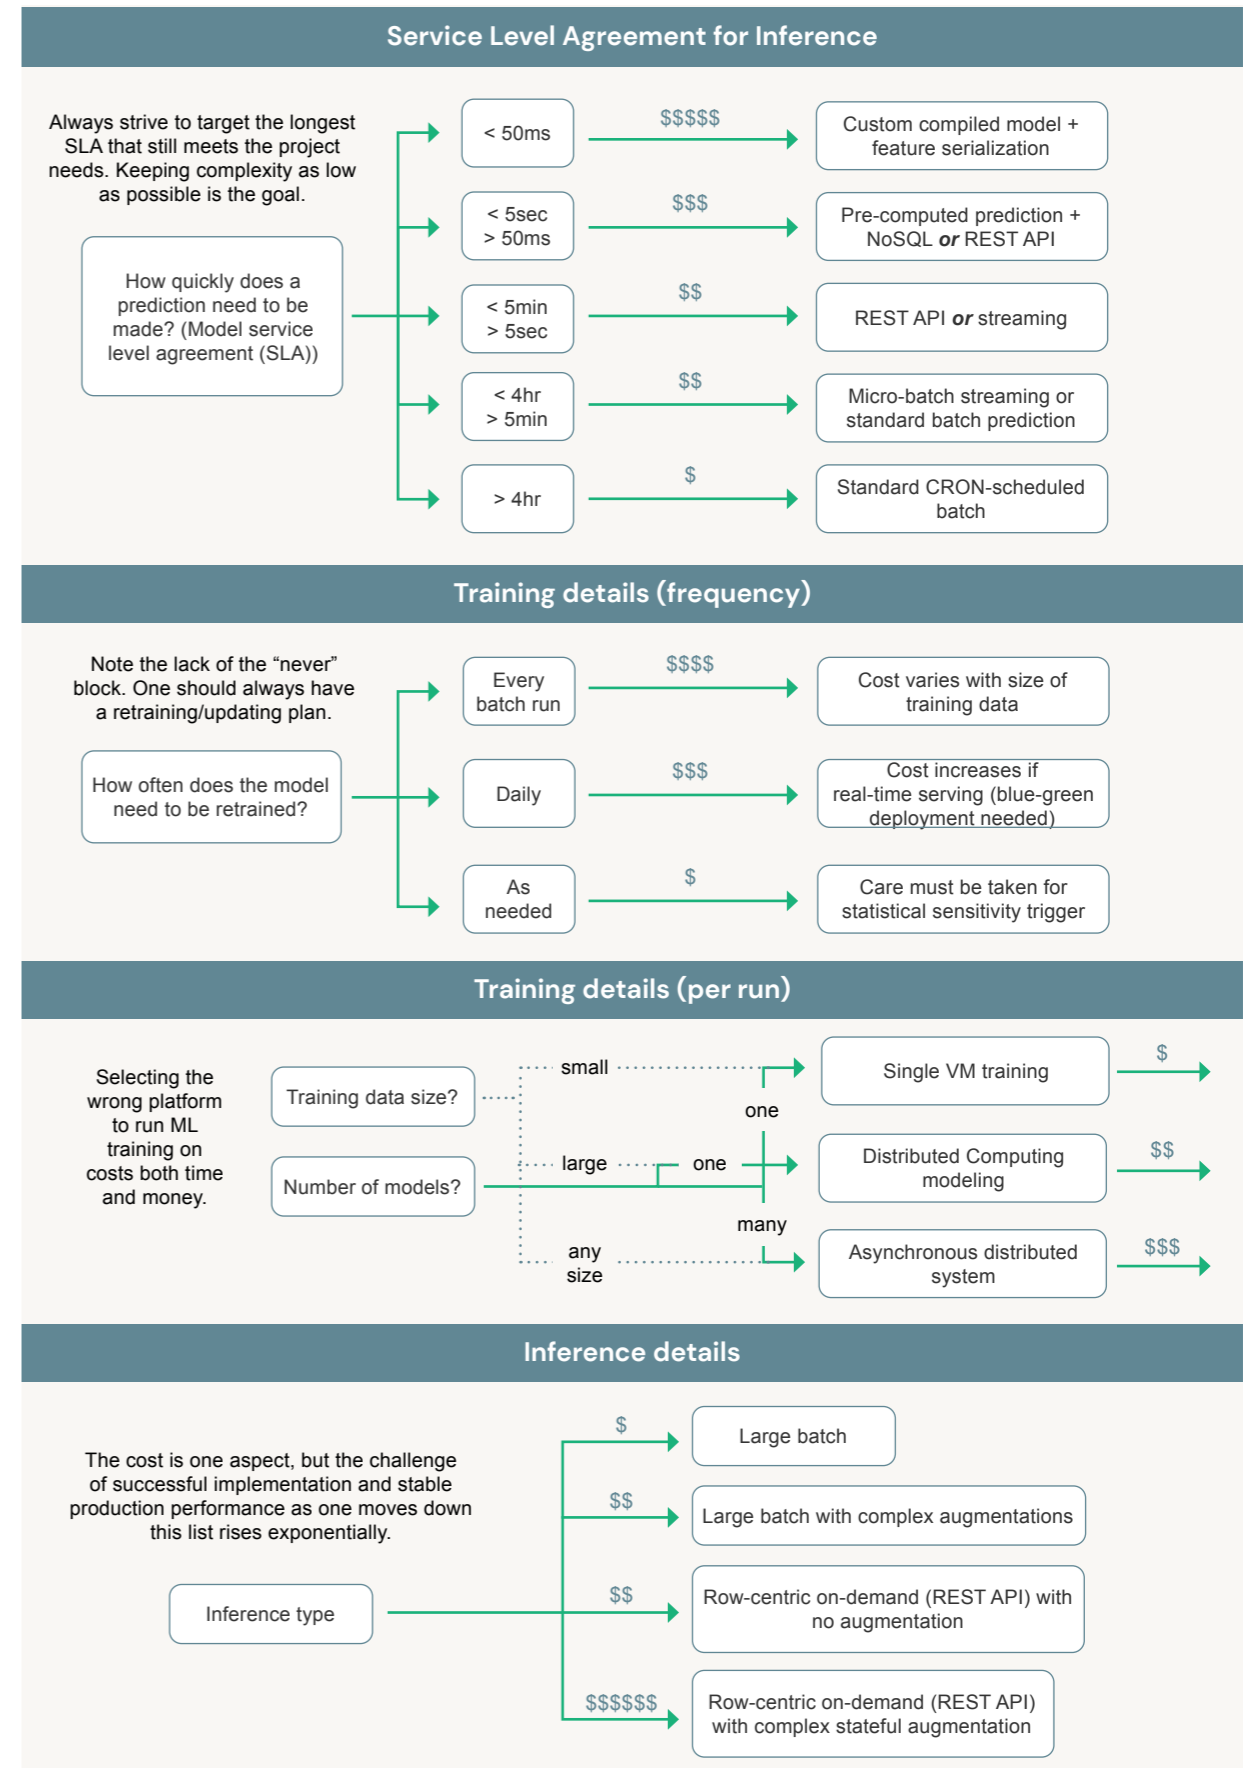 Service Level Agreement for Inference
Always strive to target the longest
SLA that still meets the project
needs. Keeping complexity as low
as possible is the goal.
How quickly does a
prediction need to be
made? (Model service
level agreement (SLA))
< 50ms
$$$$$
Custom compiled model +
feature serialization
< 5sec
> 50ms
$$$
Pre-computed prediction +
NoSQL or REST API
< 5min
> 5sec
$$
REST API or streaming
< 4hr
> 5min
$$
Micro-batch streaming or
standard batch prediction
> 4hr
$
Standard CRON-scheduled
batch
Training details (frequency)
Note the lack of the “never”
block. One should always have
a retraining/updating plan.
How often does the model
need to be retrained?
Every
batch run
$$$$
Cost varies with size of
training data
Daily
$$$
Cost increases if
real-time serving (blue-green
deployment needed)
As
needed
$
Care must be taken for
statistical sensitivity trigger
Training details (per run)
Selecting the
wrong platform
to run ML
training on
costs both time
and money.
Training data size?
Number of models?
small
one
large
one
many
any
size
Single VM training
$
Distributed Computing
modeling
$$
Asynchronous distributed
system
$$$
Inference details
The cost is one aspect, but the challenge
of successful implementation and stable
production performance as one moves down
this list rises exponentially.
Inference type
$
Large batch
$$
Large batch with complex augmentations
$$
Row-centric on-demand (REST API) with
no augmentation
$$$$$$
Row-centric on-demand (REST API)
with complex stateful augmentation